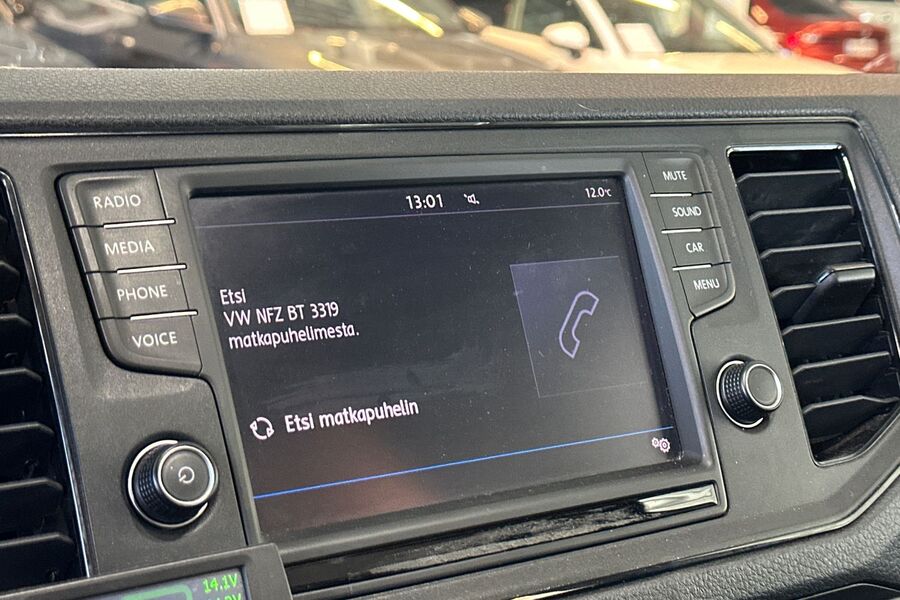 RADIO
MEDIA
PHONE
VOICE
13:01
12.0°C
Etsi
VW NFZ BT 3319
matkapuhelimesta.
Etsi matkapuhelin
MUTE
SOUND
CAR
MENU
14.1V